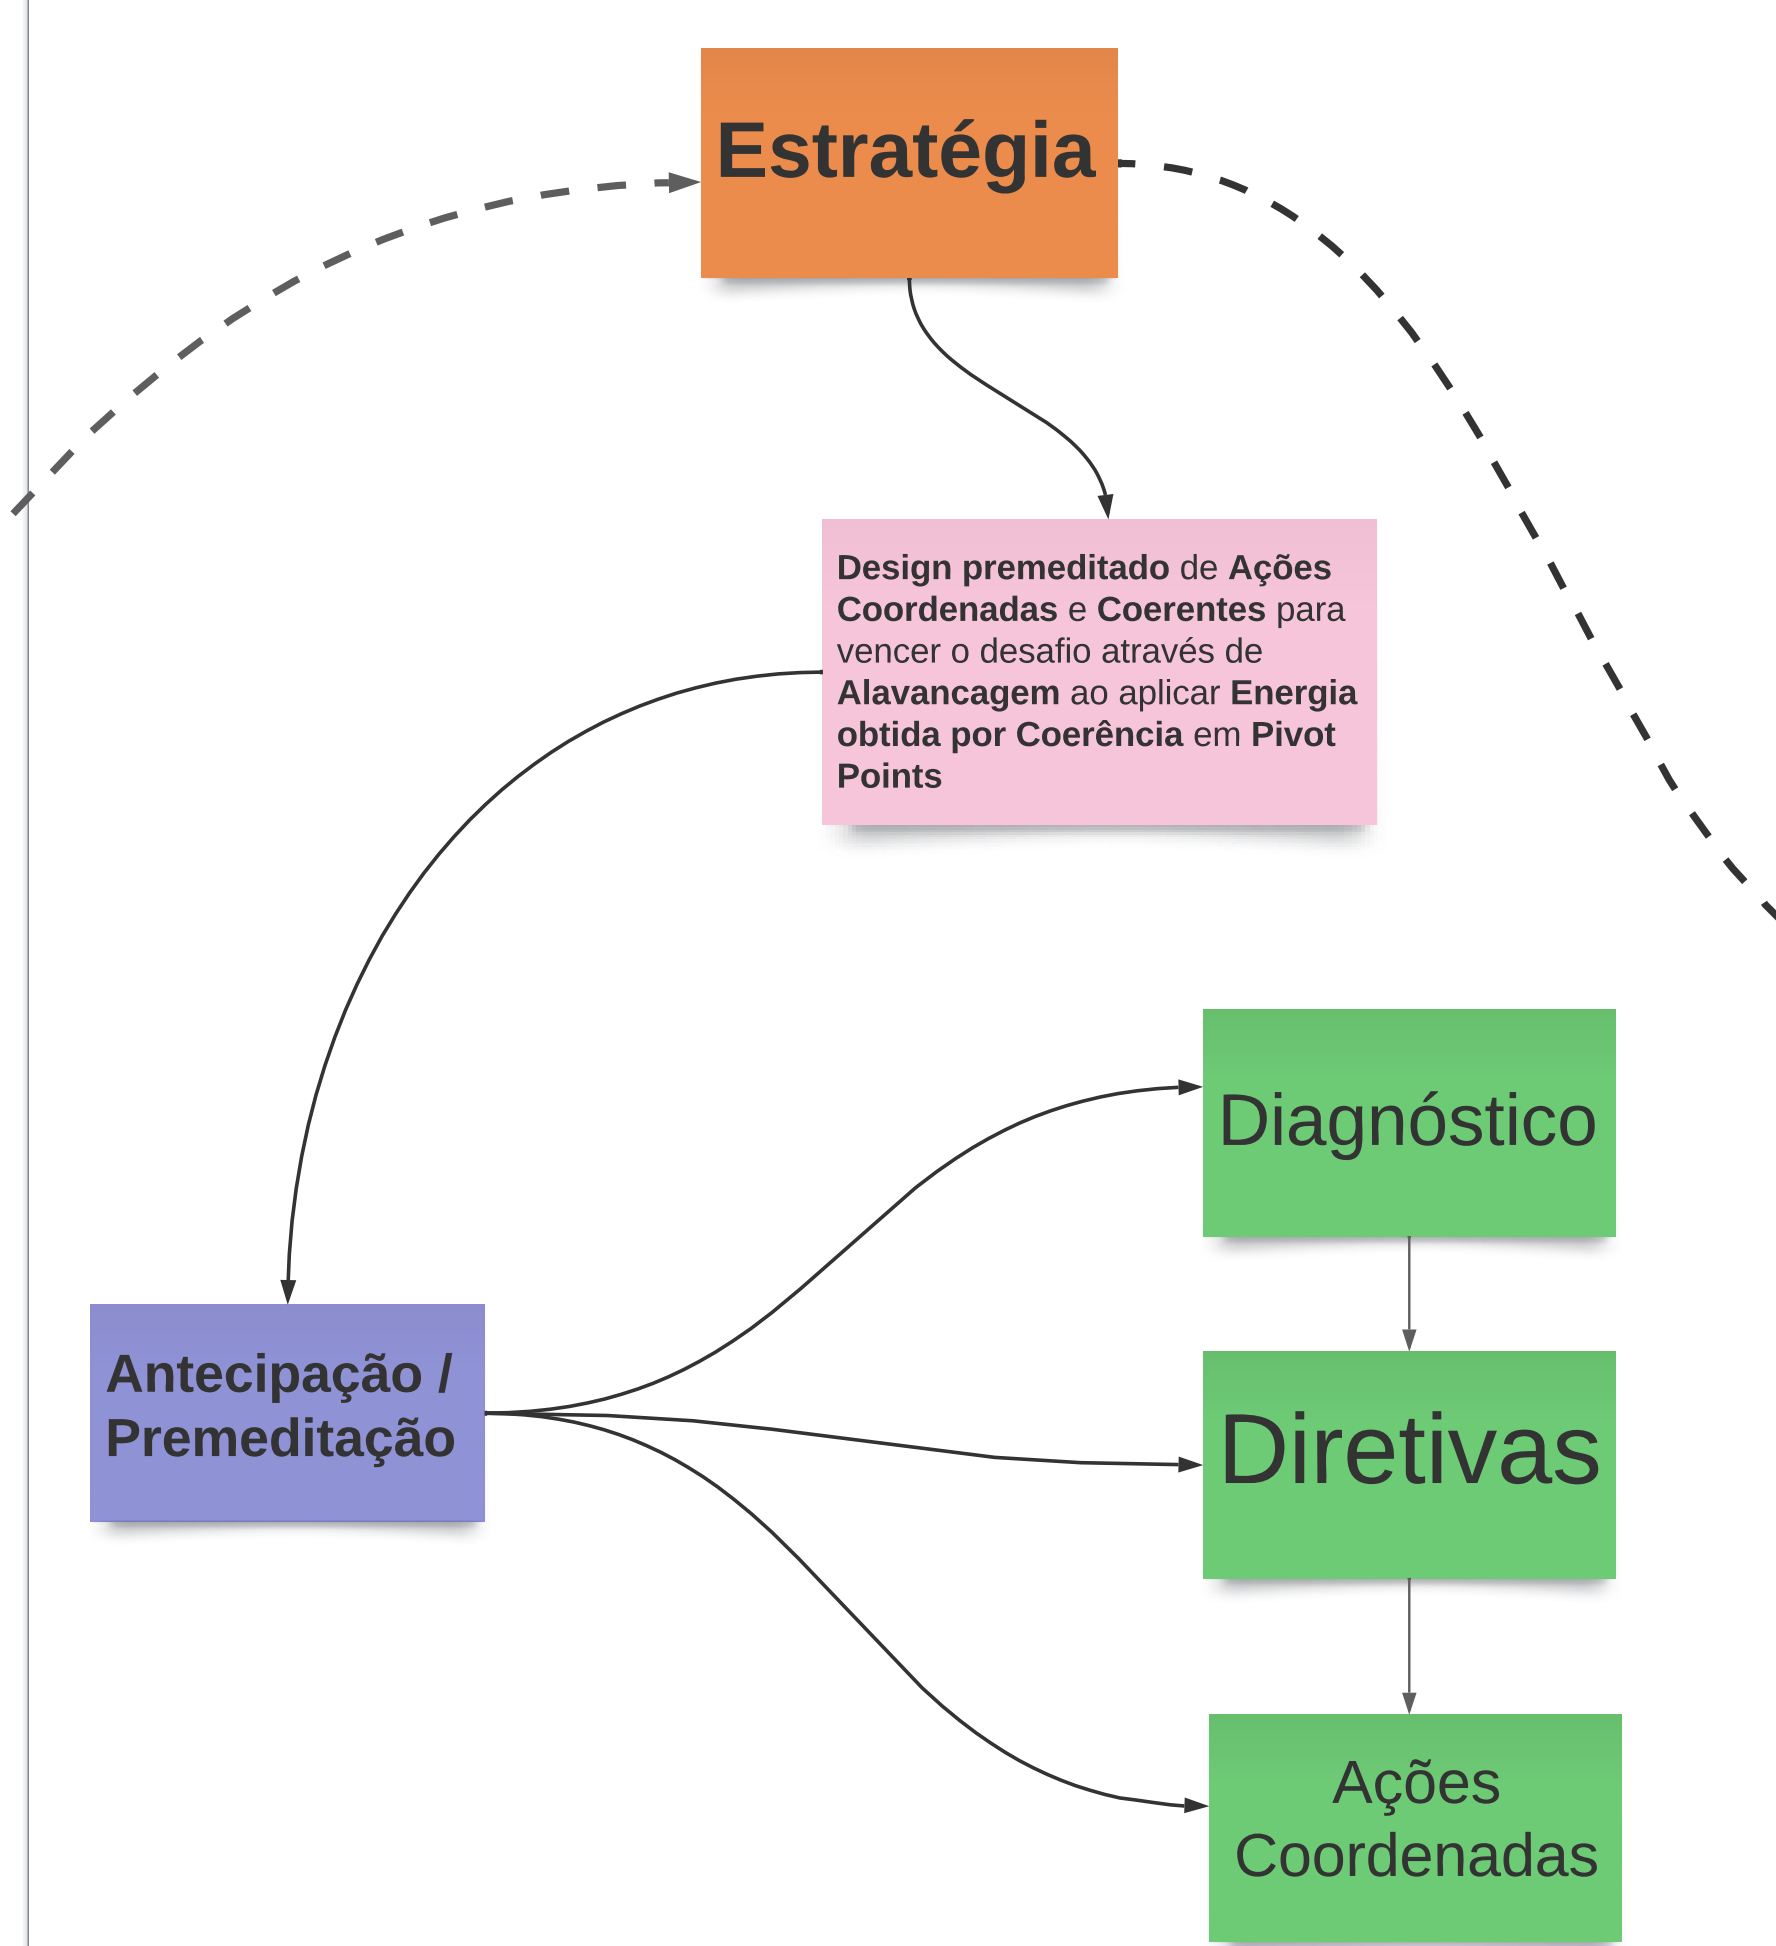 Estratégia
Design premeditado de Ações
Coordenadas e Coerentes para
vencer o desafio através de
Alavancagem ao aplicar Energia
obtida por Coerência em Pivot
Points
Diagnóstico
Antecipação /
Premeditação
Diretivas
Ações
Coordenadas